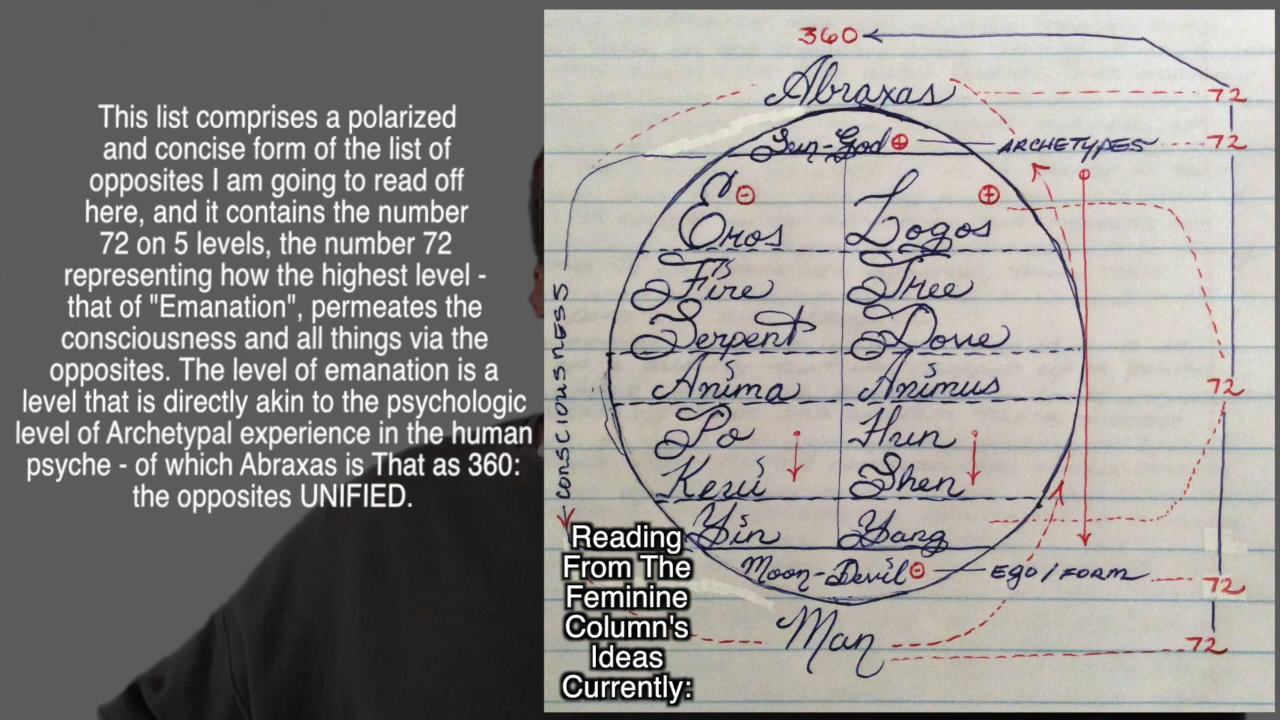 This list comprises a polarized
and concise form of the list of
opposites I am going to read off
here, and it contains the number
72 on 5 levels, the number 72
representing how the highest level -
that of "Emanation", permeates the
consciousness and all things via the
opposites. The level of emanation is a
level that is directly akin to the psychologic
level of Archetypal experience in the human
psyche - of which Abraxas is That as 360:
the opposites UNIFIED.
360
Abraxas 72
Sun-God ARCHETYPES 72
Eros Logos
Fire Tree
Serpent Dove
Anima Animus 72
Po Hun
Kewi Shen
Yin Yang
Moon-Devil EGO/FORM 72
Man 72
CONSCIOUSNESS
Reading
From The
Feminine
Column's
Ideas
Currently: